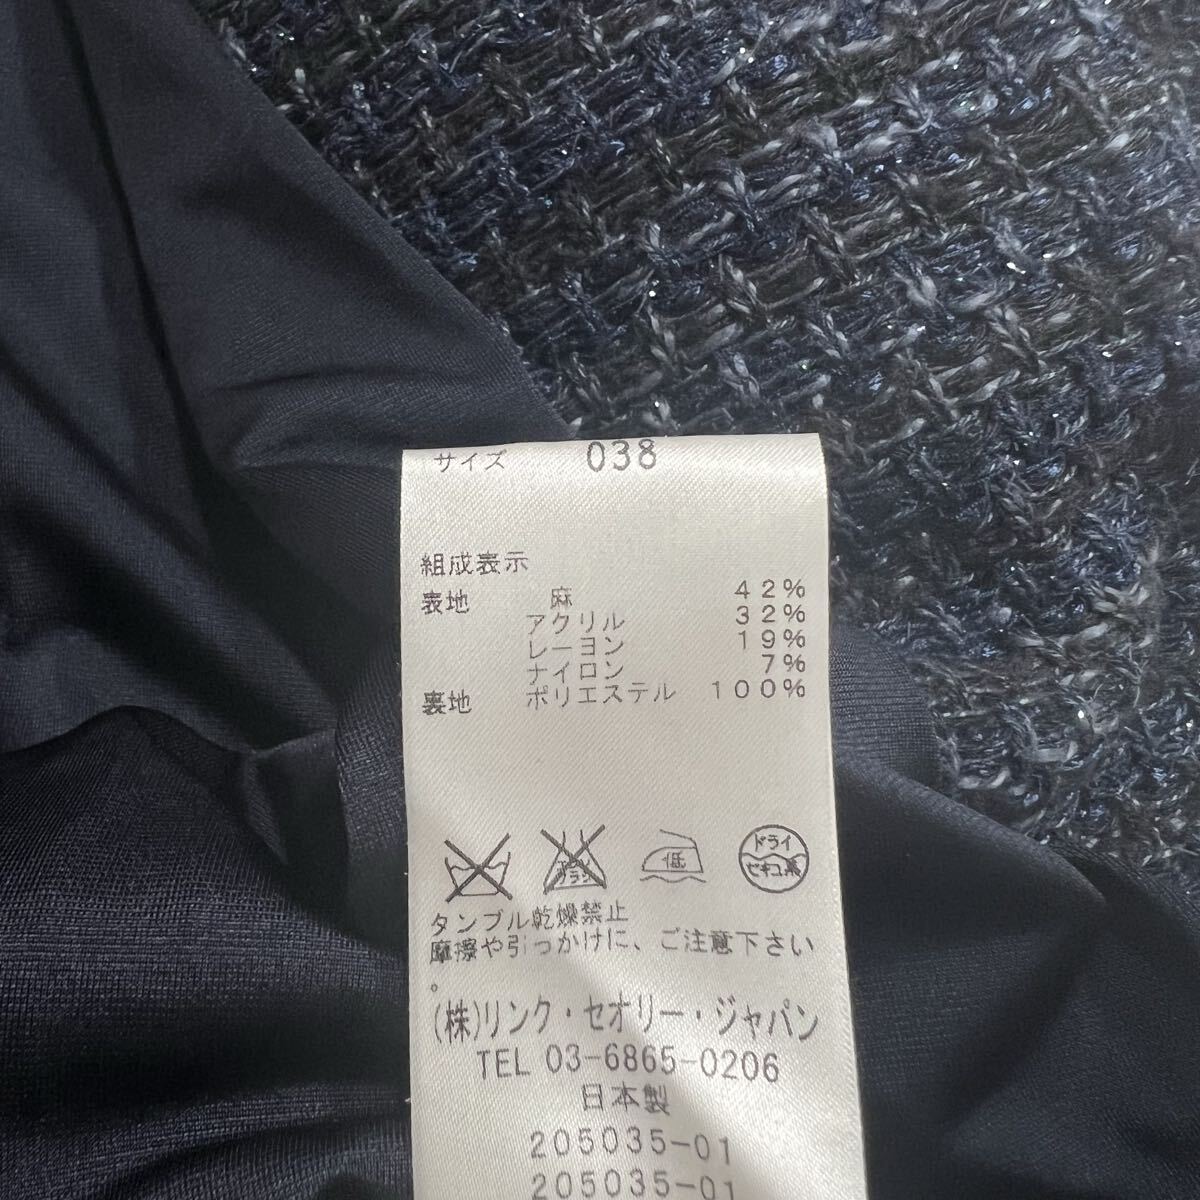 サイズ 038
組成表示
表地 麻 42%
アクリル 32%
レーヨン 19%
ナイロン 7%
裏地 ポリエステル 100%
エンソ
低
ドライ
セキユ系
タンブル乾燥禁止
摩擦や引っかけに、ご注意下さい
。
(株)リンク・セオリー・ジャパン
TEL 03-6865-0206
日本製
205035-01
205035-01